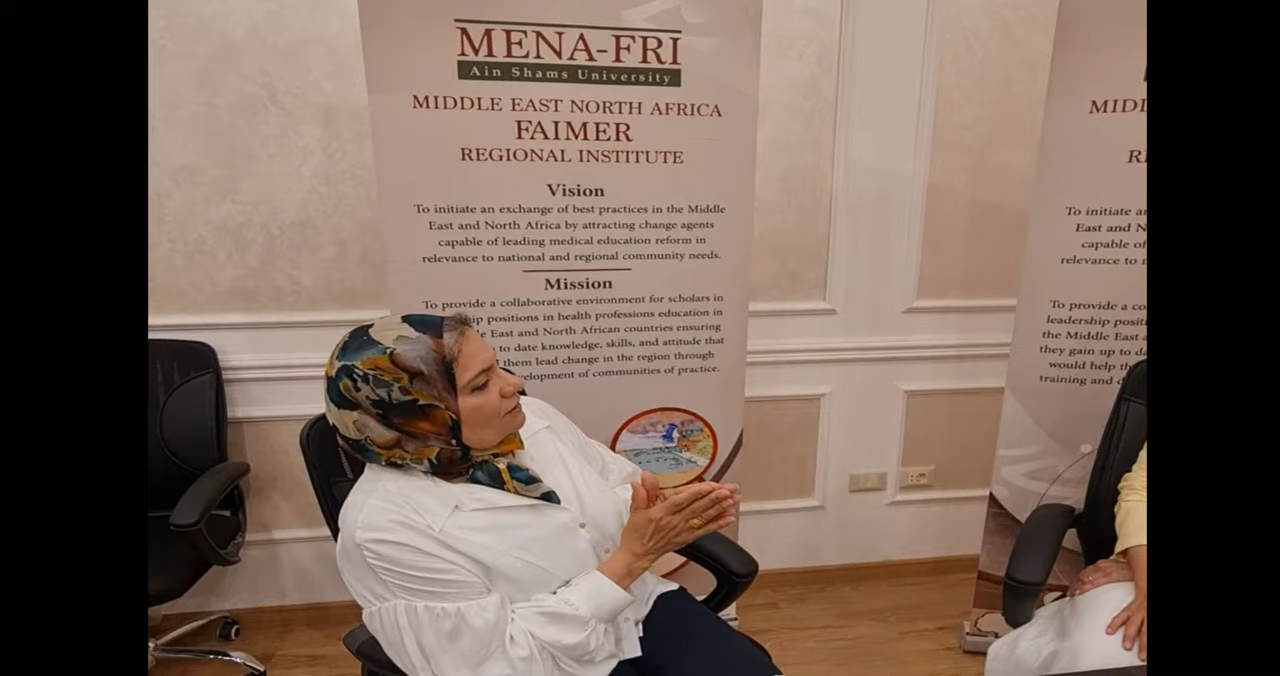 MENA-FRI
Ain Shams University
MIDDLE EAST NORTH AFRICA
FAIMER
REGIONAL INSTITUTE
Vision
To initiate an exchange of best practices in the Middle
East and North Africa by attracting change agents
capable of leading medical education reform in
relevance to national and regional community needs.
Mission
To provide a collaborative environment for scholars in
positions in health professions education in
East and North African countries ensuring
to date knowledge, skills, and attitude that
them lead change in the region through
of communities of practice.
To initiate
East and
capable of
relevance to
To provide a
leadership
the Middle East
they gain up to
would help
training and